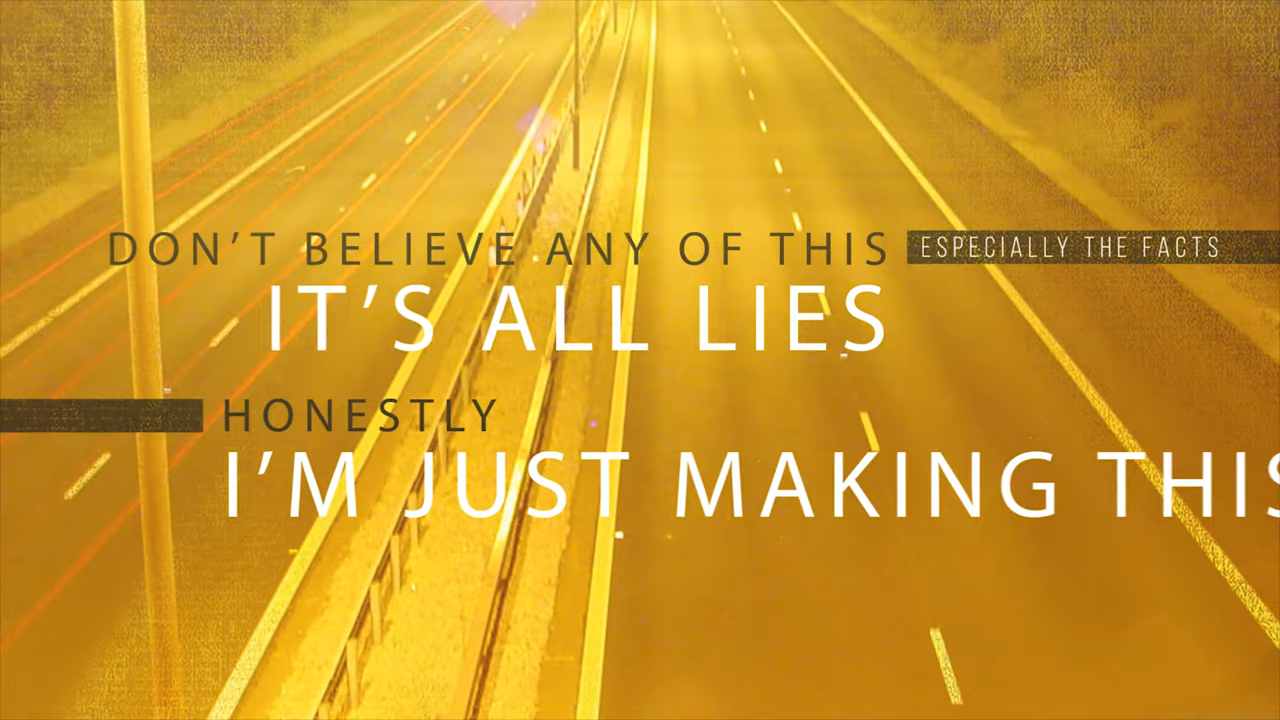 DON'T BELIEVE ANY OF THIS ESPECIALLY THE FACTS
IT'S ALL LIES
HONESTLY
I'M JUST MAKING THIS